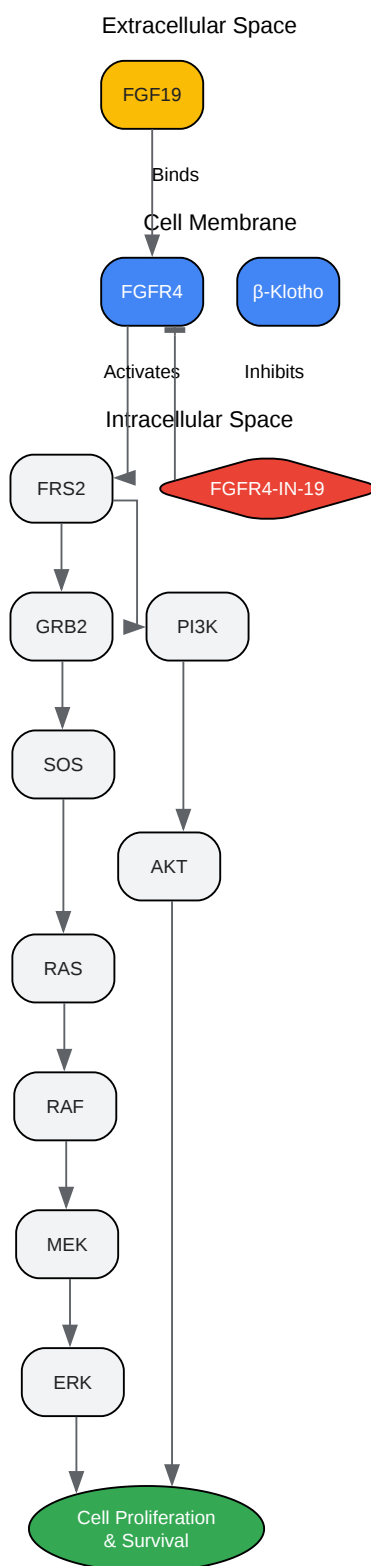 Extracellular Space
FGF19
Binds
Cell Membrane
FGFR4
β-Klotho
Activates
Inhibits
Intracellular Space
FRS2
FGFR4-IN-19
GRB2
PI3K
SOS
AKT
RAS
RAF
MEK
ERK
Cell Proliferation
& Survival